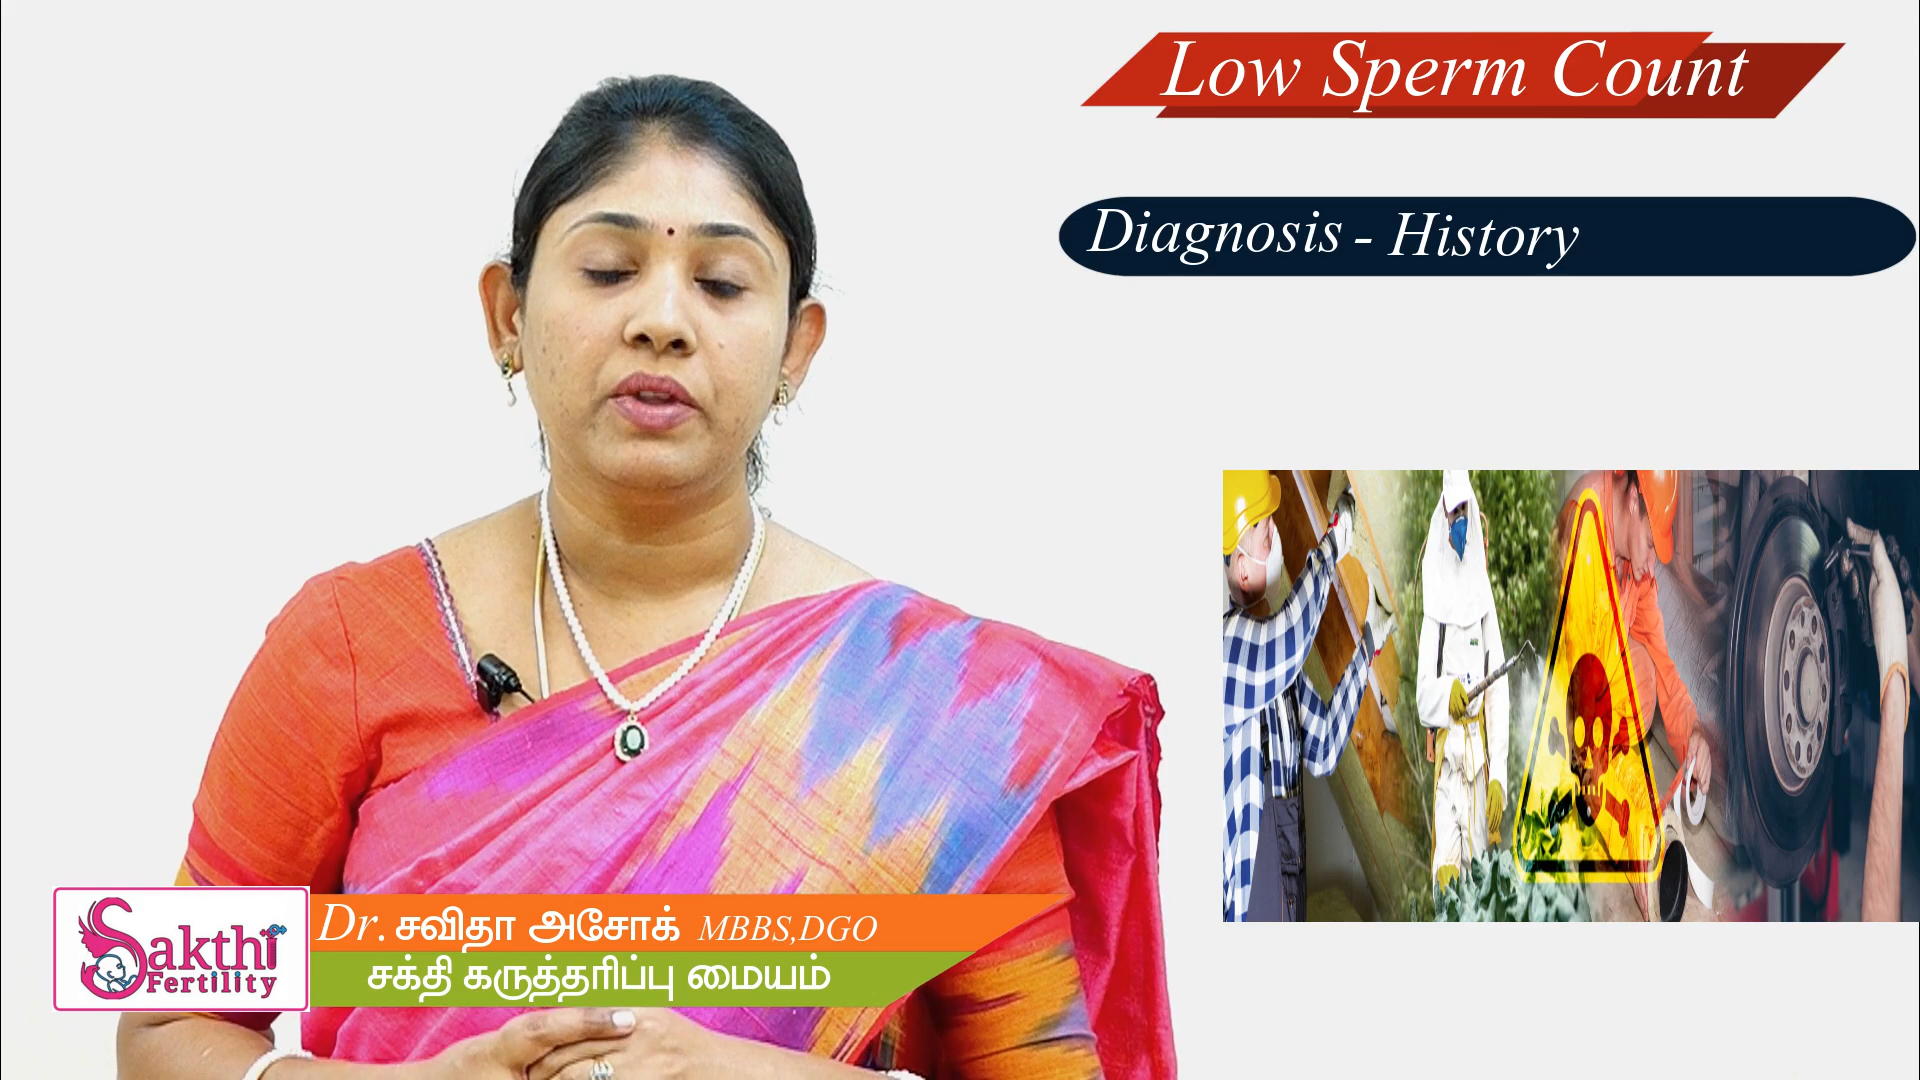 Low Sperm Count
Diagnosis - History
Sakthi
Fertility
Dr. சவிதா அசோக் MBBS,DGO
சக்தி கருத்தரிப்பு மையம்